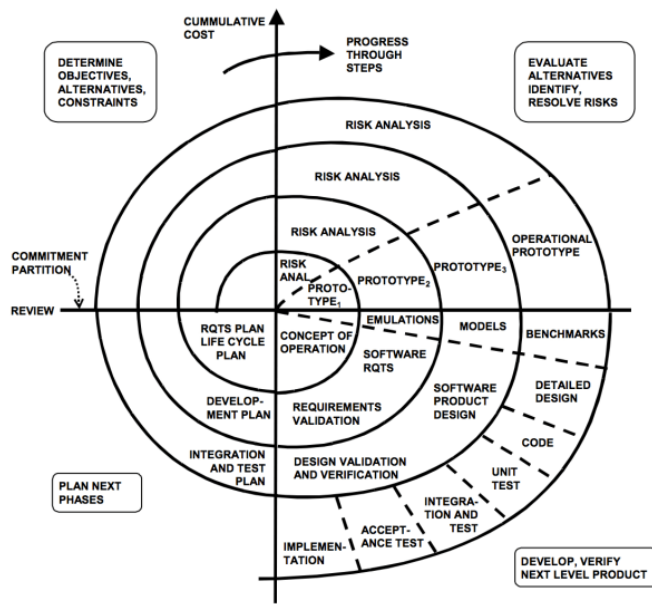 CUMMULATIVE
COST
PROGRESS
THROUGH
STEPS
DETERMINE
OBJECTIVES,
ALTERNATIVES,
CONSTRAINTS
EVALUATE
ALTERNATIVES
IDENTIFY,
RESOLVE RISKS
RISK ANALYSIS
RISK ANALYSIS
RISK ANALYSIS
RISK
ANAL.
COMMITMENT
PARTITION
PROTO-
TYPE1
PROTOTYPE2
PROTOTYPE3
OPERATIONAL
PROTOTYPE
REVIEW
EMULATIONS
MODELS
BENCHMARKS
RQTS PLAN
LIFE CYCLE
PLAN
CONCEPT OF
OPERATION
SOFTWARE
RQTS
SOFTWARE
PRODUCT
DESIGN
DETAILED
DESIGN
DEVELOP-
MENT PLAN
REQUIREMENTS
VALIDATION
CODE
INTEGRATION
AND TEST
PLAN
DESIGN VALIDATION
AND VERIFICATION
UNIT
TEST
INTEGRA-
TION AND
TEST
ACCEPT-
ANCE TEST
IMPLEMEN-
TATION
PLAN NEXT
PHASES
DEVELOP, VERIFY
NEXT LEVEL PRODUCT